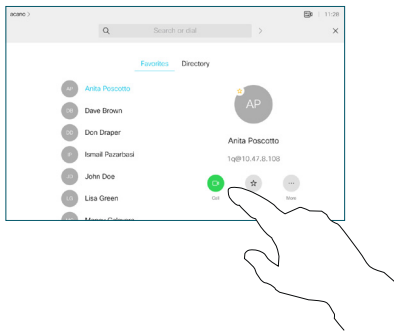 acano >
11:26
Search or dial >
Favorites Directory
AP Anita Poscotto
DB Dave Brown
DD Don Draper
IP Ismail Pazarbasi
JD John Doe
LG Lisa Green
AP
Anita Poscotto
1q@10.47.8.108
Call More